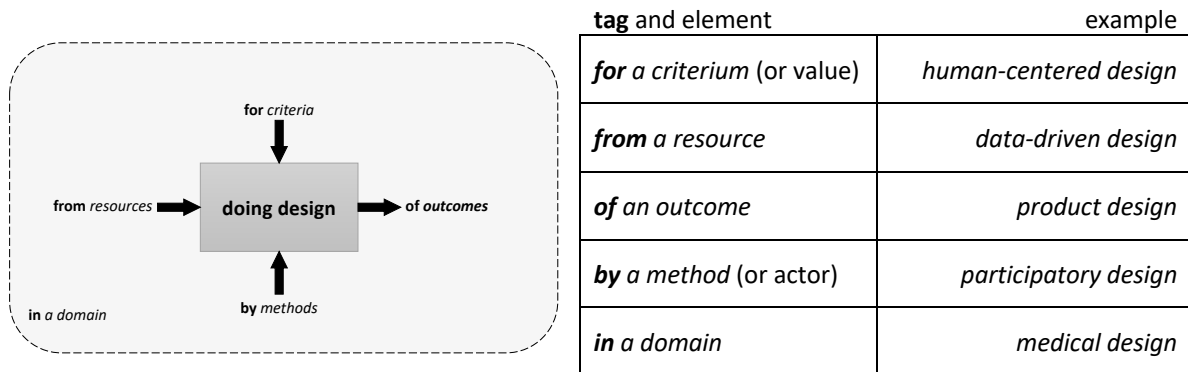 for criteria
from resources
doing design
of outcomes
by methods
in a domain
tag and element example
for a criterium (or value) human-centered design
from a resource data-driven design
of an outcome product design
by a method (or actor) participatory design
in a domain medical design